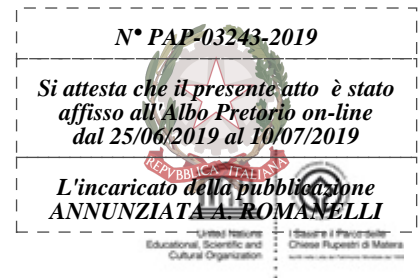 N° PAP-03243-2019
Si attesta che il presente atto è stato
affisso all'Albo Pretorio on-line
dal 25/06/2019 al 10/07/2019
REPVBBLICA ITALIANA
L'incaricato della pubblicazione
ANNUNZIATA A. ROMANELLI
United Nations
Educational, Scientific and
Cultural Organization
I Sassi e il Parco delle
Chiese Rupestri di Matera